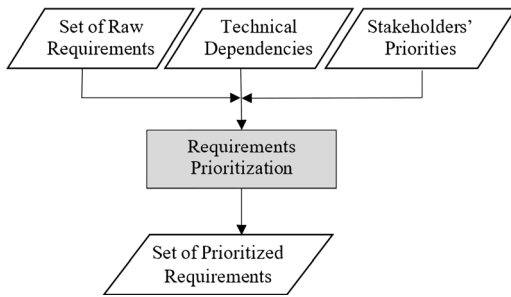 Set of Raw
Requirements
Technical
Dependencies
Stakeholders’
Priorities
Requirements
Prioritization
Set of Prioritized
Requirements